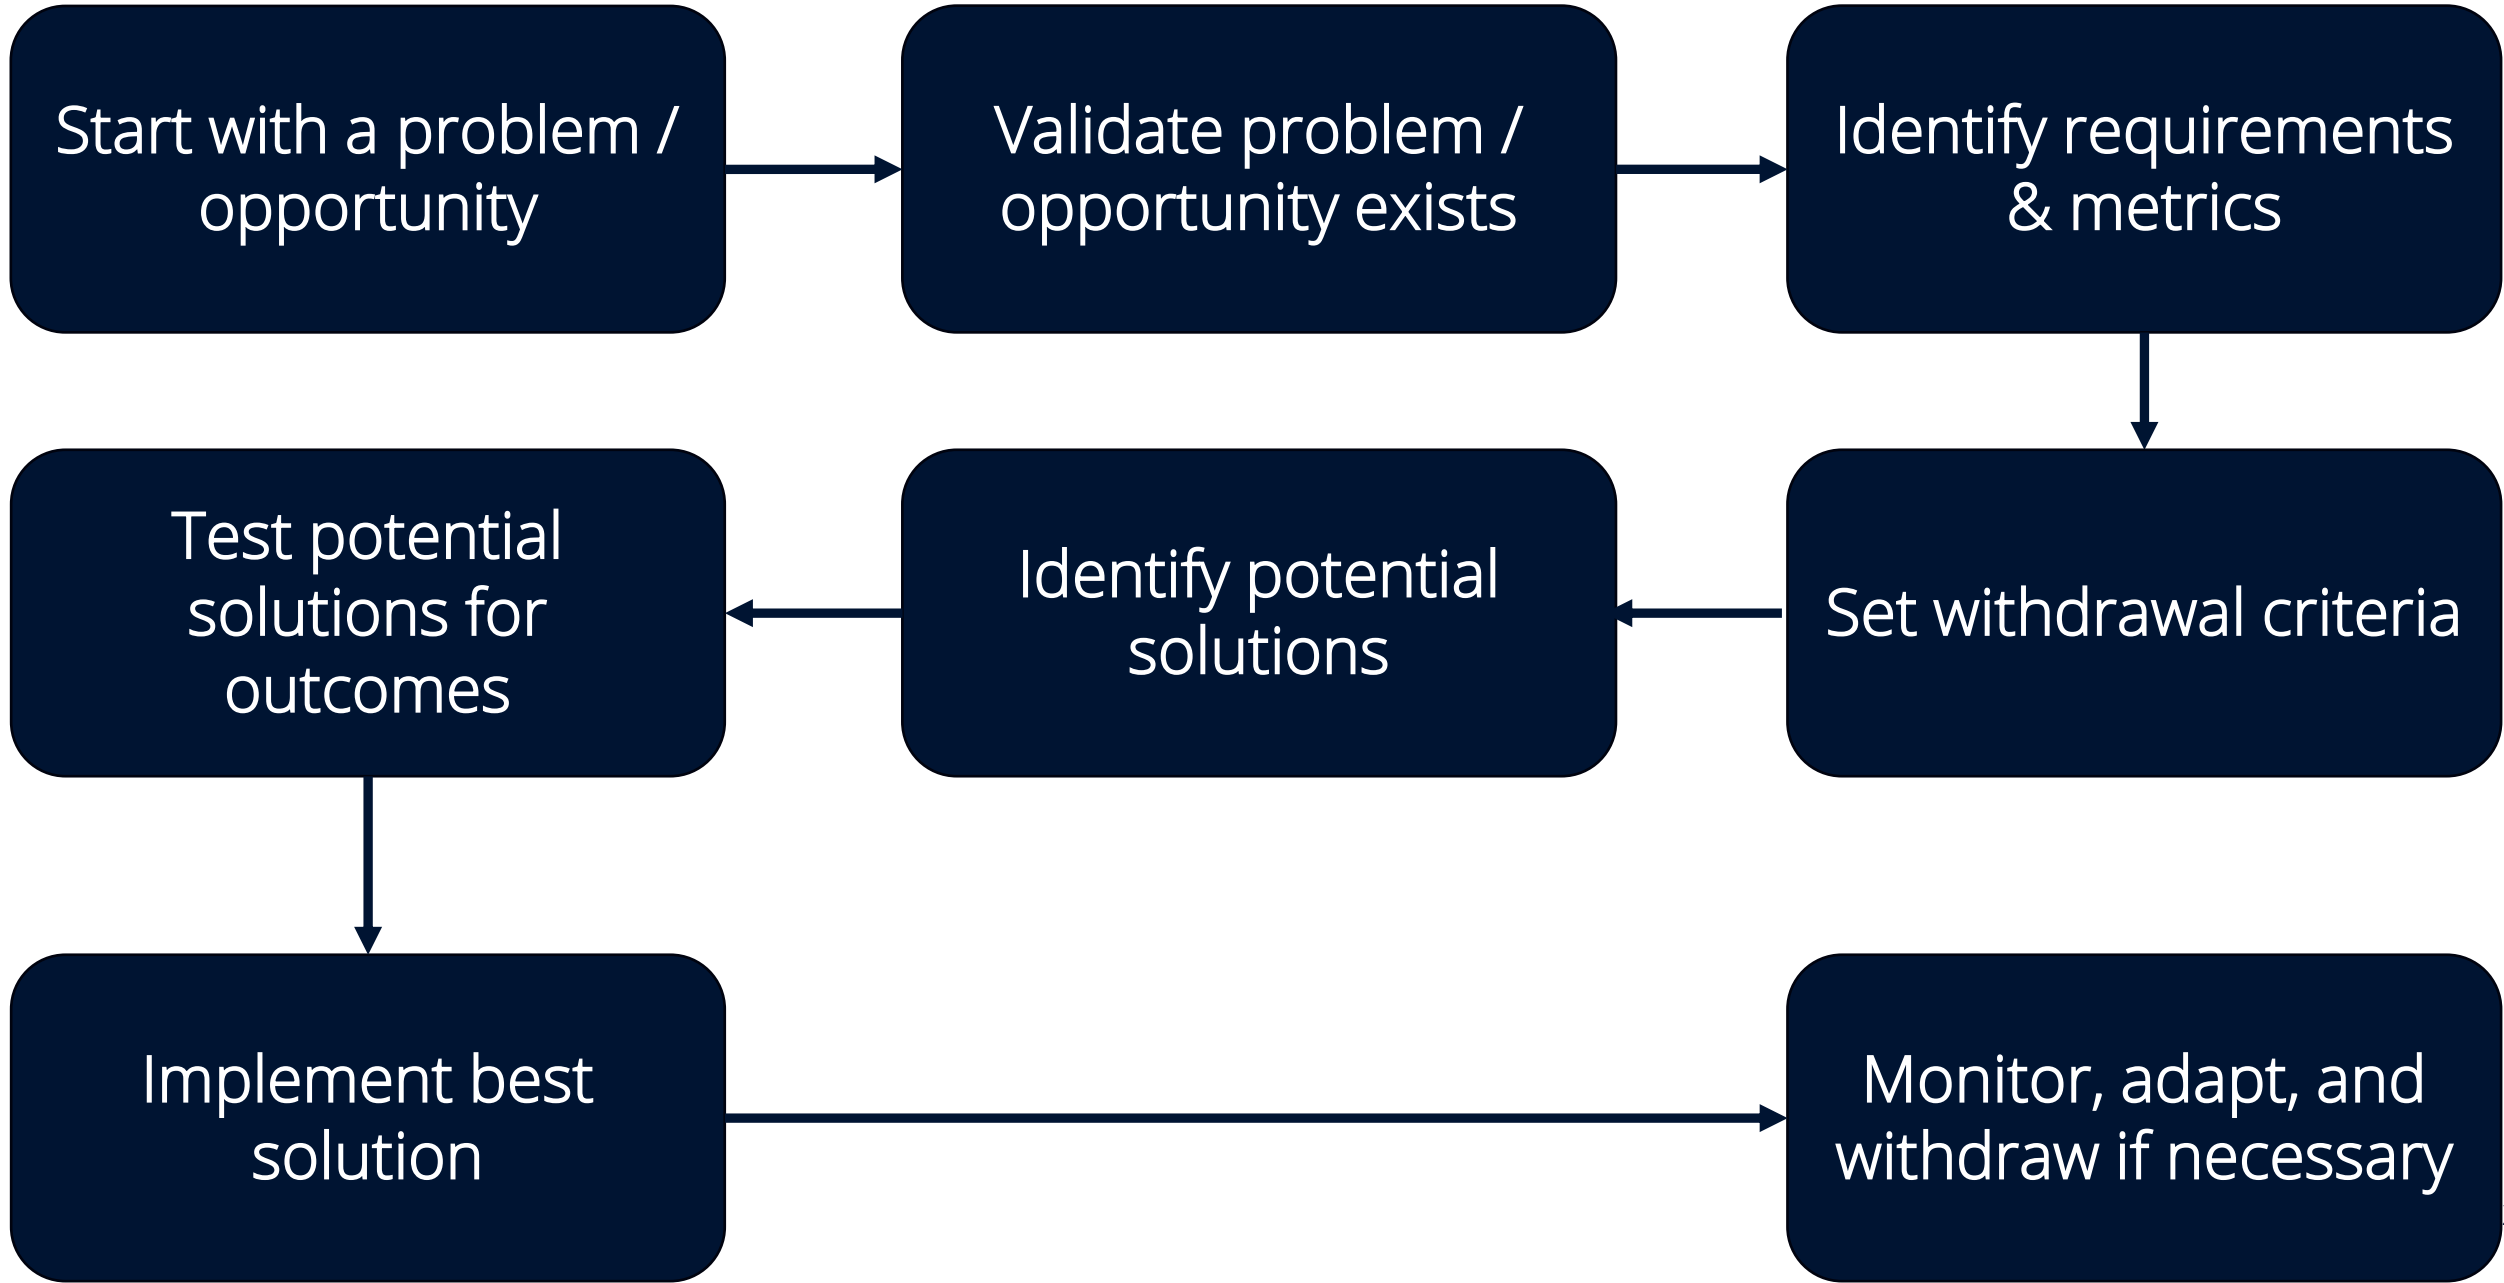 Start with a problem /
opportunity
Validate problem /
opportunity exists
Identify requirements
& metrics
Set withdrawal criteria
Identify potential
solutions
Test potential
solutions for
outcomes
Implement best
solution
Monitor, adapt, and
withdraw if necessary